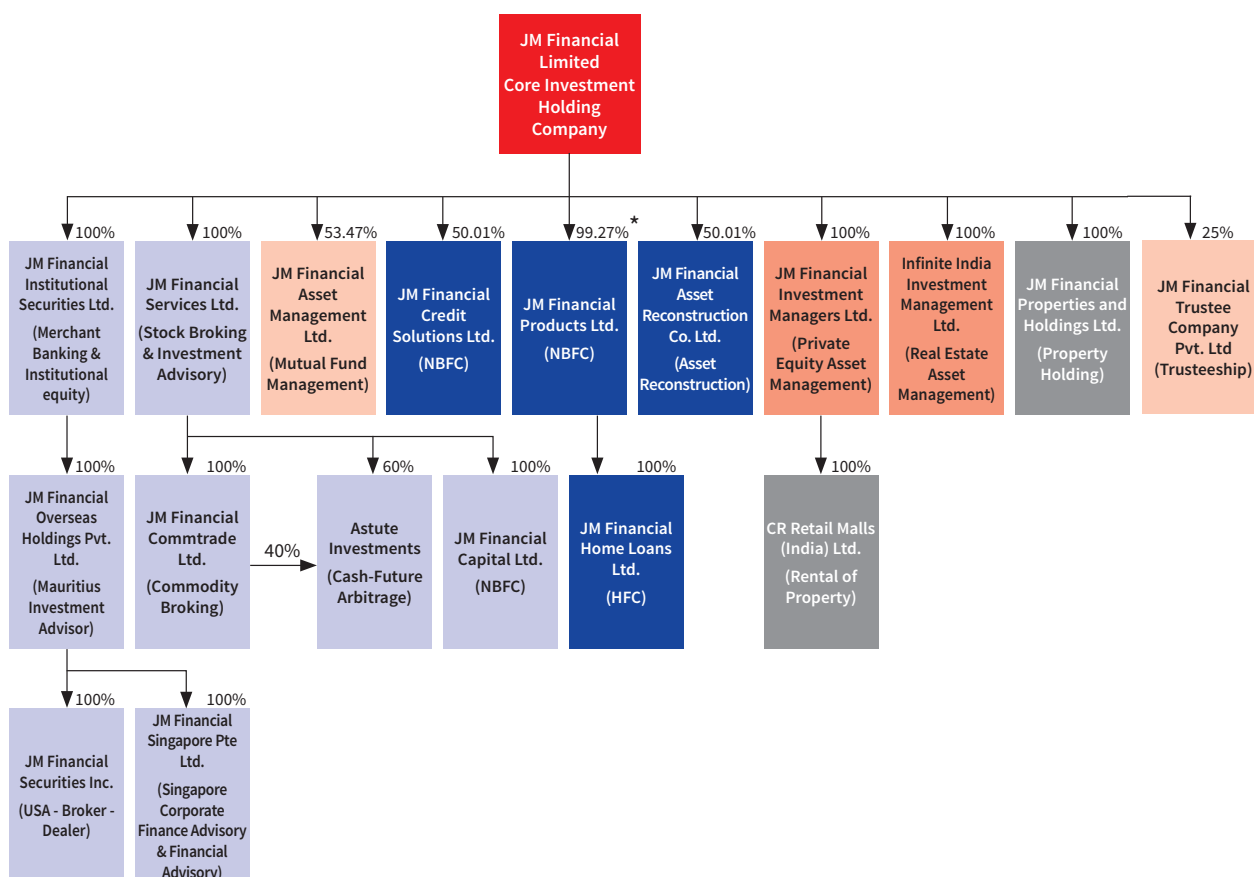 JM Financial
Limited
Core Investment
Holding
Company
100%
100%
53.47%
50.01%
99.27%
*
50.01%
100%
100%
100%
25%
JM Financial
Institutional
Securities Ltd.
(Merchant
Banking &
Institutional
equity)
JM Financial
Services Ltd.
(Stock Broking
& Investment
Advisory)
JM Financial
Asset
Management
Ltd.
(Mutual Fund
Management)
JM Financial
Credit
Solutions Ltd.
(NBFC)
JM Financial
Products Ltd.
(NBFC)
JM Financial
Asset
Reconstruction
Co. Ltd.
(Asset
Reconstruction)
JM Financial
Investment
Managers Ltd.
(Private
Equity Asset
Management)
Infinite India
Investment
Management
Ltd.
(Real Estate
Asset
Management)
JM Financial
Properties and
Holdings Ltd.
(Property
Holding)
JM Financial
Trustee
Company
Pvt. Ltd
(Trusteeship)
100%
100%
60%
100%
100%
100%
JM Financial
Overseas
Holdings Pvt.
Ltd.
(Mauritius
Investment
Advisor)
JM Financial
Commtrade
Ltd.
(Commodity
Broking)
40%
Astute
Investments
(Cash-Future
Arbitrage)
JM Financial
Capital Ltd.
(NBFC)
JM Financial
Home Loans
Ltd.
(HFC)
CR Retail Malls
(India) Ltd.
(Rental of
Property)
100%
100%
JM Financial
Securities Inc.
(USA - Broker -
Dealer)
JM Financial
Singapore Pte
Ltd.
(Singapore
Corporate
Finance Advisory
& Financial
Advisory)